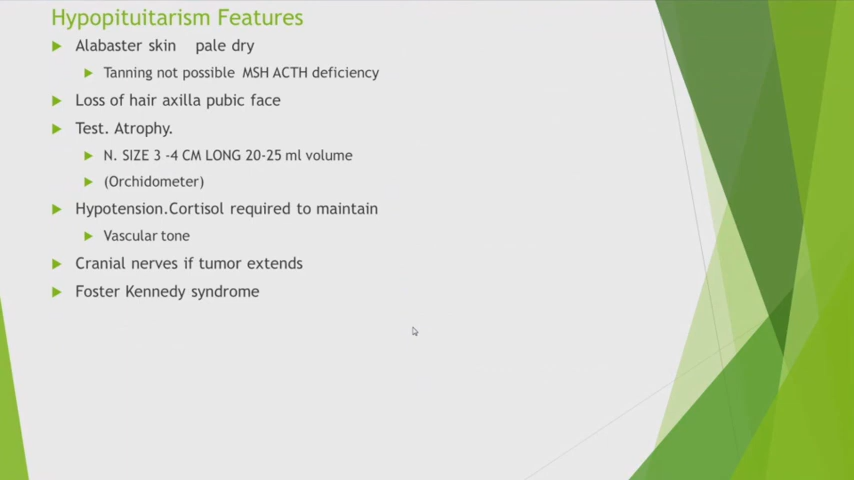 Hypopituitarism Features
Alabaster skin pale dry
Tanning not possible MSH ACTH deficiency
Loss of hair axilla pubic face
Test. Atrophy.
N. SIZE 3 -4 CM LONG 20-25 ml volume
(Orchidometer)
Hypotension.Cortisol required to maintain
Vascular tone
Cranial nerves if tumor extends
Foster Kennedy syndrome